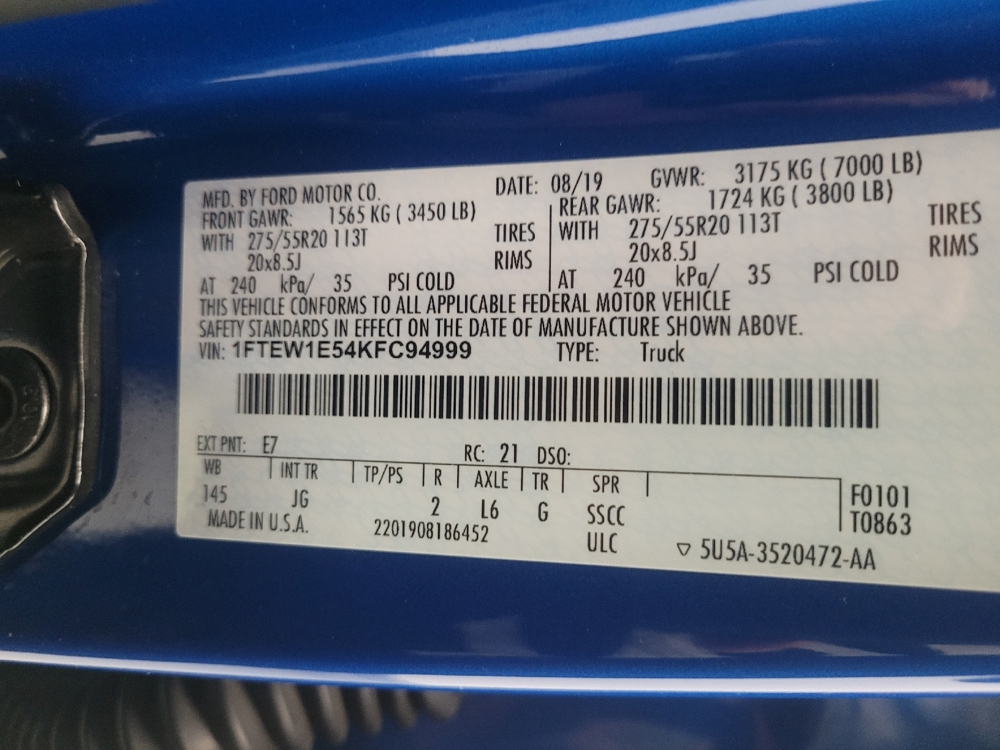 MFD. BY FORD MOTOR CO. DATE: 08/19 GVWR: 3175 KG ( 7000 LB)
FRONT GAWR: 1565 KG ( 3450 LB) REAR GAWR: 1724 KG ( 3800 LB)
WITH 275/55R20 113T TIRES WITH 275/55R20 113T TIRES
20x8.5J RIMS 20x8.5J RIMS
AT 240 kPa/ 35 PSI COLD AT 240 kPa/ 35 PSI COLD
THIS VEHICLE CONFORMS TO ALL APPLICABLE FEDERAL MOTOR VEHICLE
SAFETY STANDARDS IN EFFECT ON THE DATE OF MANUFACTURE SHOWN ABOVE.
VIN: 1FTEW1E54KFC94999 TYPE: Truck
EXT PNT: E7 RC: 21 DSO:
WB INT TR TP/PS R AXLE TR SPR
145 JG 2 L6 G SSCC F0101
T0863
MADE IN U.S.A. 2201908186452 ULC ▽ 5U5A-3520472-AA